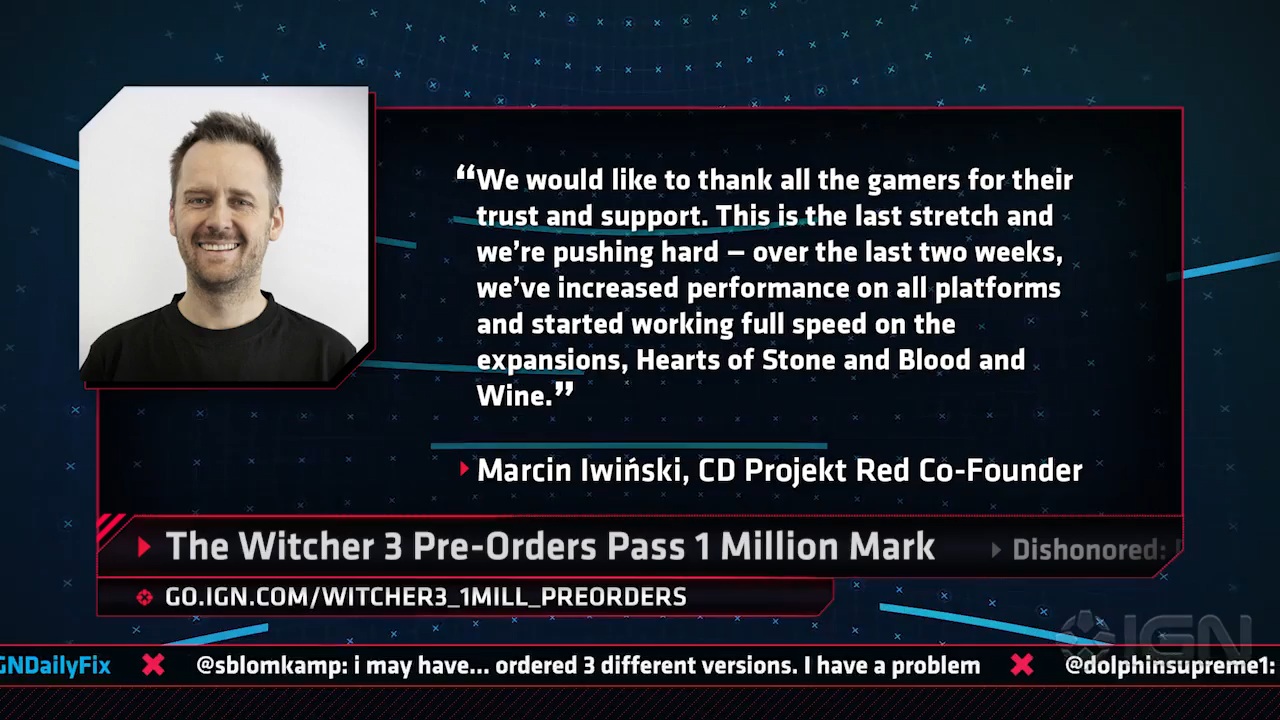 “We would like to thank all the gamers for their
trust and support. This is the last stretch and
we’re pushing hard – over the last two weeks,
we’ve increased performance on all platforms
and started working full speed on the
expansions, Hearts of Stone and Blood and
Wine.”
Marcin Iwiński, CD Projekt Red Co-Founder
The Witcher 3 Pre-Orders Pass 1 Million Mark
Dishonored:
GO.IGN.COM/WITCHER3_1MILL_PREORDERS
IGN
GNDailyFix @sblomkamp: i may have... ordered 3 different versions. I have a problem @dolphinsupreme1: